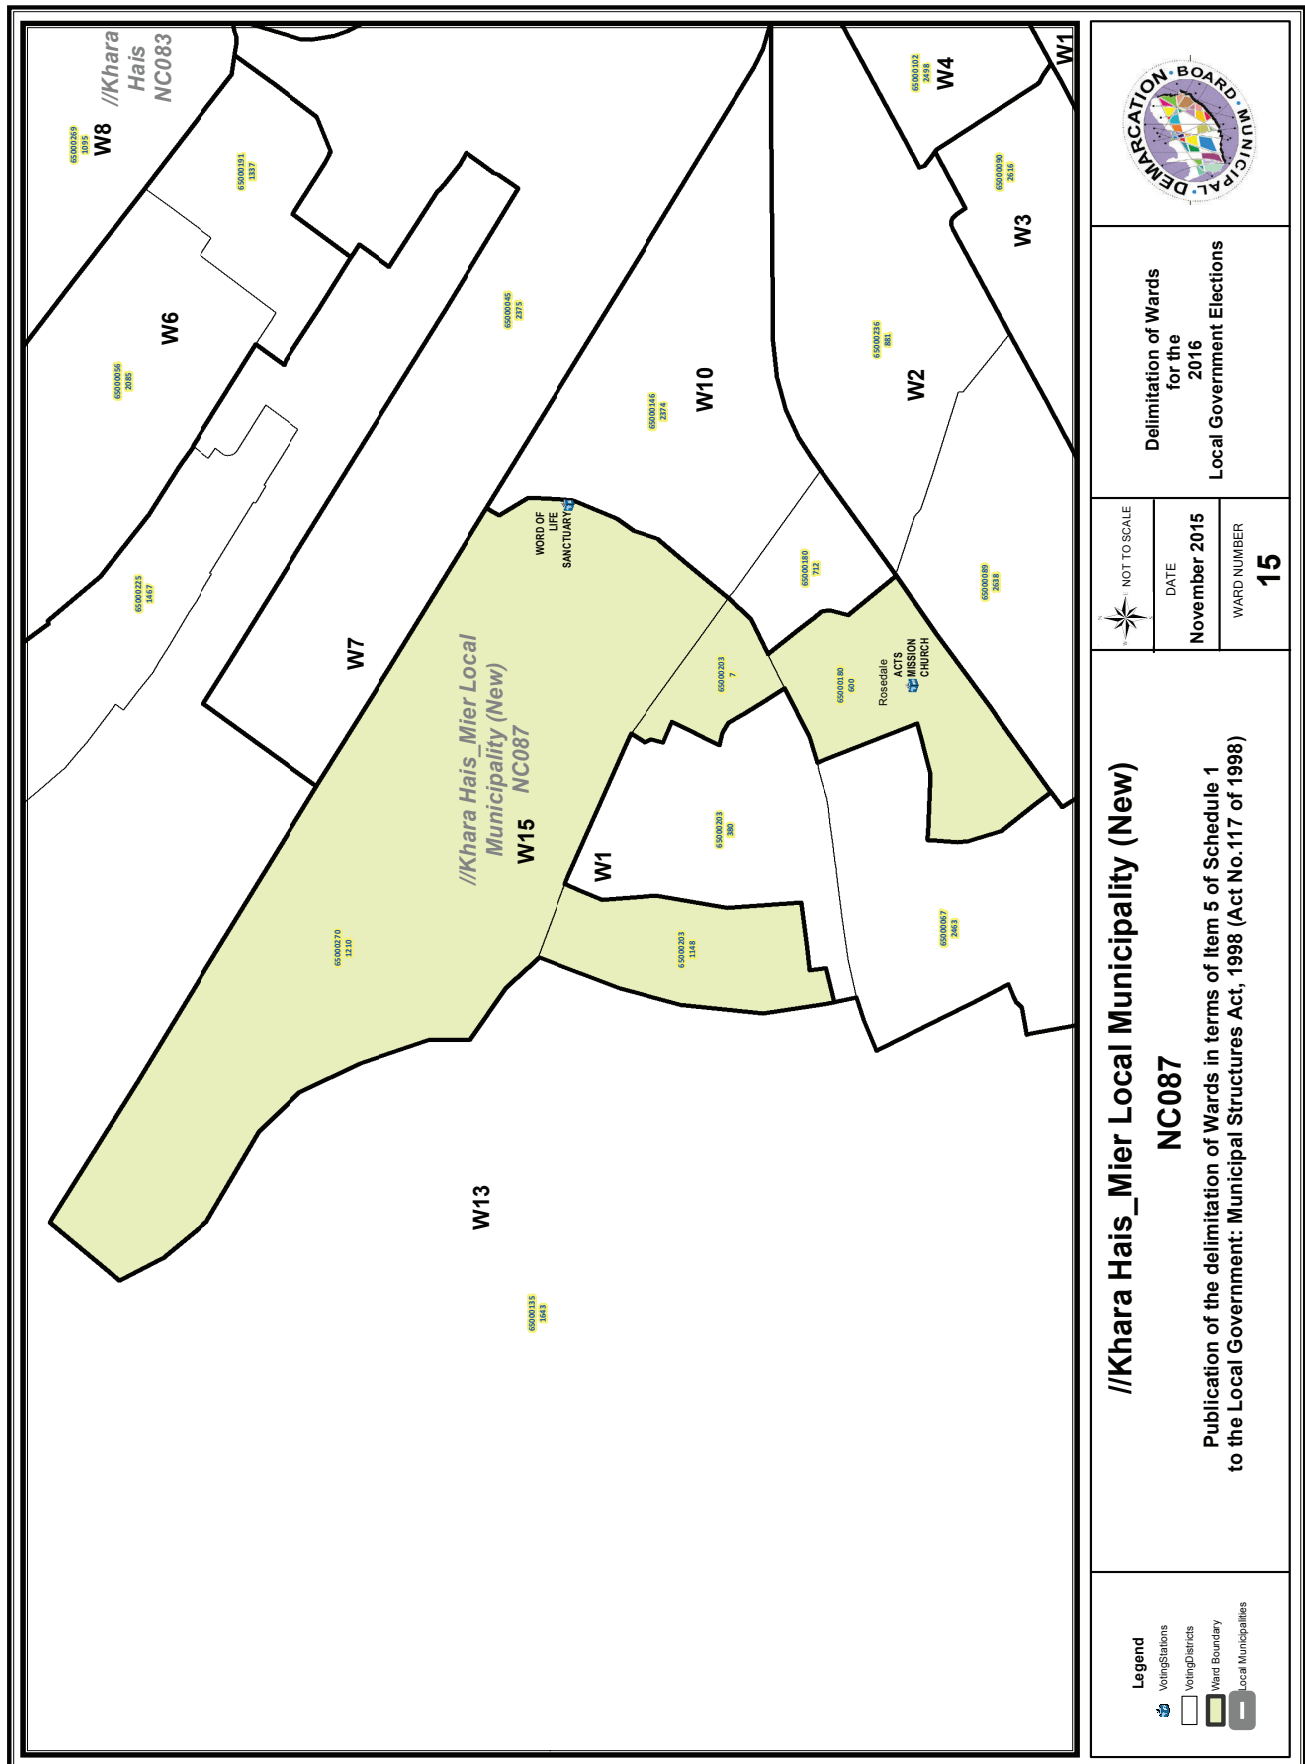 //Khara
Hais
NC083
65000269
1095
W8
65000191
1337
65000056
2085
W6
65000225
1467
65000045
2375
W7
65000102
2498
W4
W1
65000090
2616
W3
65000146
2374
W10
65000236
881
W2
65000089
2638
WORD OF
LIFE
SANCTUARY
65000180
712
//Khara Hais_Mier Local
Municipality (New)
NC087
W15
65000203
7
65000180
600
Rosedale
ACTS
MISSION
CHURCH
65000203
380
W1
65000270
1210
65000203
1148
65000067
2463
W13
65000135
1643
Legend
VotingStations
VotingDistricts
Ward Boundary
Local Municipalities
//Khara Hais_Mier Local Municipality (New)
NC087
Publication of the delimitation of Wards in terms of Item 5 of Schedule 1
to the Local Government: Municipal Structures Act, 1998 (Act No.117 of 1998)
N
W
E
S
NOT TO SCALE
DATE
November 2015
WARD NUMBER
15
Delimitation of Wards
for the
2016
Local Government Elections
MUNICIPAL • DEMARCATION • BOARD •